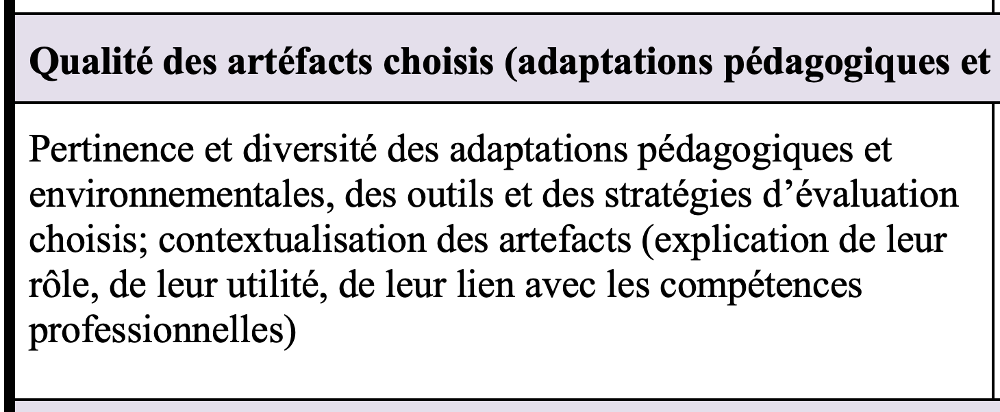 Qualité des artéfacts choisis (adaptations pédagogiques et
Pertinence et diversité des adaptations pédagogiques et
environnementales, des outils et des stratégies d’évaluation
choisis; contextualisation des artefacts (explication de leur
rôle, de leur utilité, de leur lien avec les compétences
professionnelles)